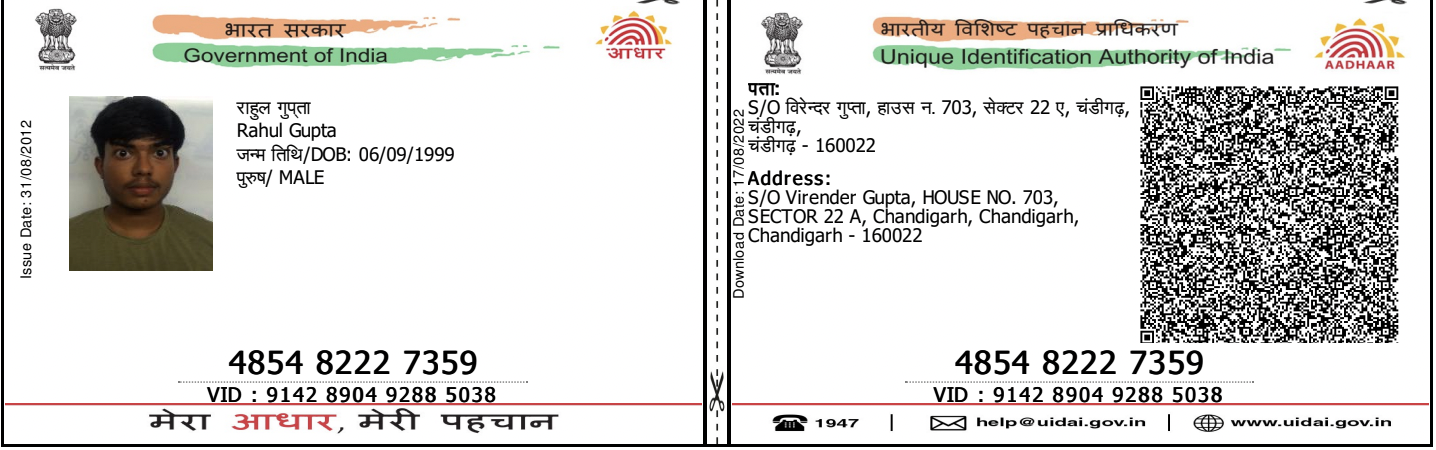 भारत सरकार
Government of India
आधार
सत्यमेव जयते
Issue Date: 31/08/2012
राहुल गुप्ता
Rahul Gupta
जन्म तिथि/DOB: 06/09/1999
पुरुष/ MALE
4854 8222 7359
VID : 9142 8904 9288 5038
मेरा आधार, मेरी पहचान
भारतीय विशिष्ट पहचान प्राधिकरण
Unique Identification Authority of India
AADHAAR
सत्यमेव जयते
Download Date: 17/08/2022
पता:
S/O विरेन्दर गुप्ता, हाउस न. 703, सेक्टर 22 ए, चंडीगढ़,
चंडीगढ़,
चंडीगढ़ - 160022
Address:
S/O Virender Gupta, HOUSE NO. 703,
SECTOR 22 A, Chandigarh, Chandigarh,
Chandigarh - 160022
4854 8222 7359
VID : 9142 8904 9288 5038
1947 | help@uidai.gov.in | www.uidai.gov.in